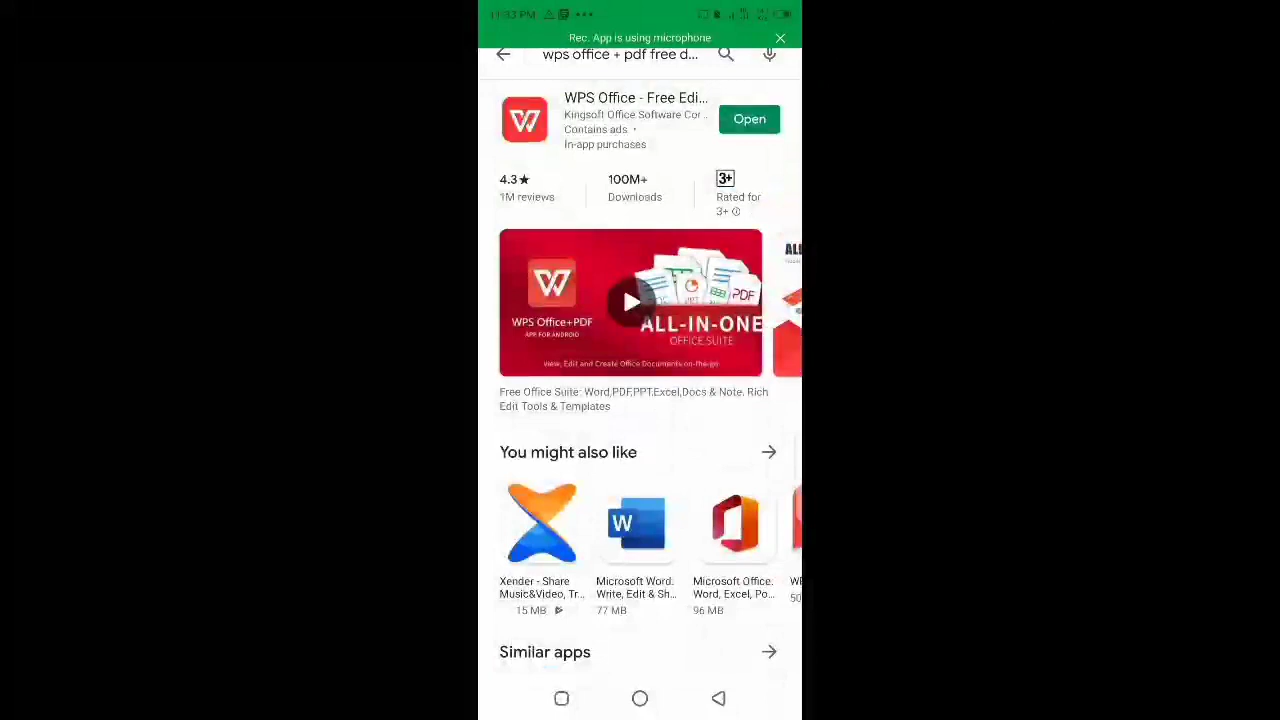 11:33 PM
Rec. App is using microphone
wps office + pdf free d...
WPS Office - Free Edi...
Kingsoft Office Software Cor...
Contains ads •
In-app purchases
Open
4.3★
1M reviews
100M+
Downloads
3+
Rated for
3+
WPS Office+PDF
APP FOR ANDROID
PDF
ALL-IN-ONE
OFFICE SUITE
View, Edit and Create Office Documents on-the-go
ALL
Free Office Suite: Word,PDF,PPT,Excel,Docs & Note. Rich
Edit Tools & Templates
You might also like
W
Xender - Share
Music&Video, Tr...
15 MB
Microsoft Word.
Write, Edit & Sh...
77 MB
Microsoft Office.
Word, Excel, Po...
96 MB
Similar apps